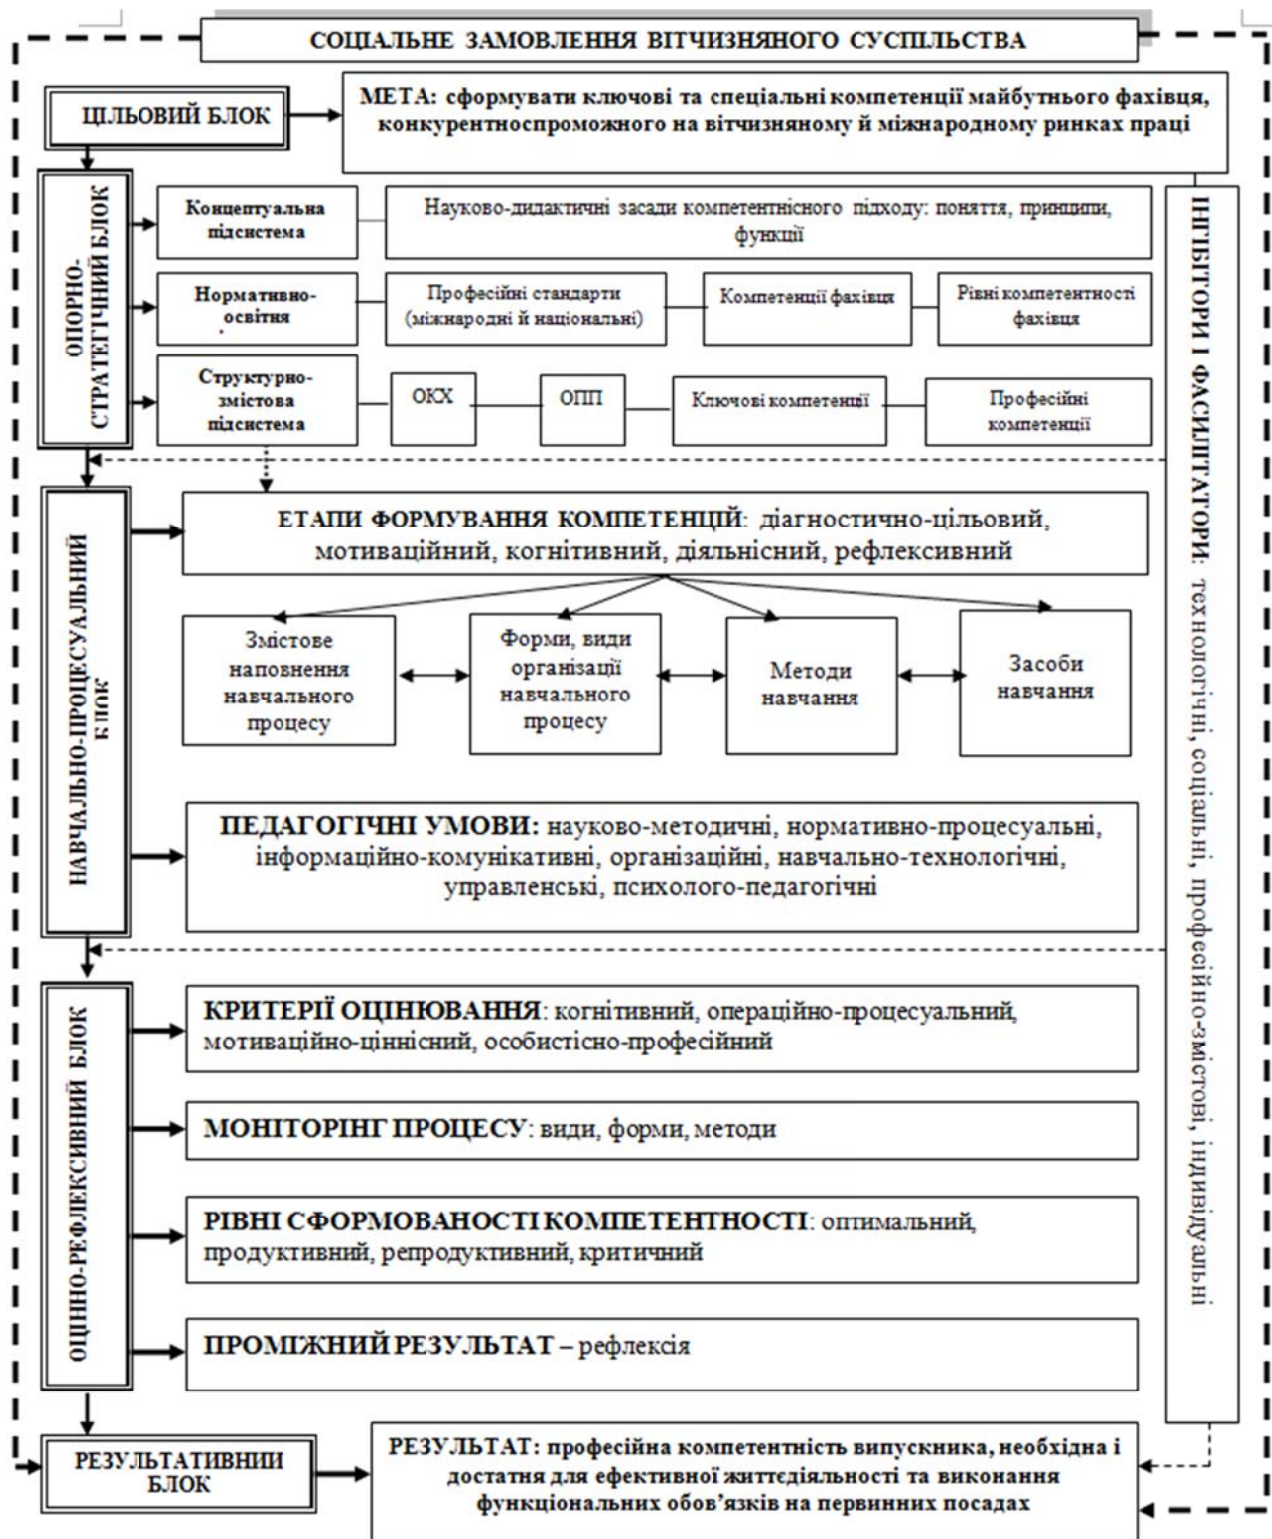 СОЦІАЛЬНЕ ЗАМОВЛЕННЯ ВІТЧИЗНЯНОГО СУСПІЛЬСТВА
ЦІЛЬОВИЙ БЛОК
МЕТА: сформувати ключові та спеціальні компетенції майбутнього фахівця,
конкурентноспроможного на вітчизняному й міжнародному ринках праці
ОПОРНО-
СТРАТЕГІЧНИЙ БЛОК
Концептуальна
підсистема
Науково-дидактичні засади компетентнісного підходу: поняття, принципи,
функції
Нормативно-
освітня
Професійні стандарти
(міжнародні й національні)
Компетенції фахівця
Рівні компетентності
фахівця
Структурно-
змістова
підсистема
ОКХ
ОПП
Ключові компетенції
Професійні
компетенції
ІНГІБІТОРИ І ФАСИЛІТАТОРИ: технологічні, соціальні, професійно-змістові, індивідуальні
НАВЧАЛЬНО-ПРОЦЕСУАЛЬНИЙ
БЛОК
ЕТАПИ ФОРМУВАННЯ КОМПЕТЕНЦІЙ: діагностично-цільовий,
мотиваційний, когнітивний, діяльнісний, рефлексивний
Змістове
наповнення
навчального
процесу
Форми, види
організації
навчального
процесу
Методи
навчання
Засоби
навчання
ПЕДАГОГІЧНІ УМОВИ: науково-методичні, нормативно-процесуальні,
інформаційно-комунікативні, організаційні, навчально-технологічні,
управленські, психолого-педагогічні
ОЦІННО-РЕФЛЕКСИВНИЙ БЛОК
КРИТЕРІЇ ОЦІНЮВАННЯ: когнітивний, операційно-процесуальний,
мотиваційно-ціннісний, особистісно-професійний
МОНІТОРІНГ ПРОЦЕСУ: види, форми, методи
РІВНІ СФОРМОВАНОСТІ КОМПЕТЕНТНОСТІ: оптимальний,
продуктивний, репродуктивний, критичний
ПРОМІЖНИЙ РЕЗУЛЬТАТ – рефлексія
РЕЗУЛЬТАТИВНИЙ
БЛОК
РЕЗУЛЬТАТ: професійна компетентність випускника, необхідна і
достатня для ефективної життєдіяльності та виконання
функціональних обов’язків на первинних посадах